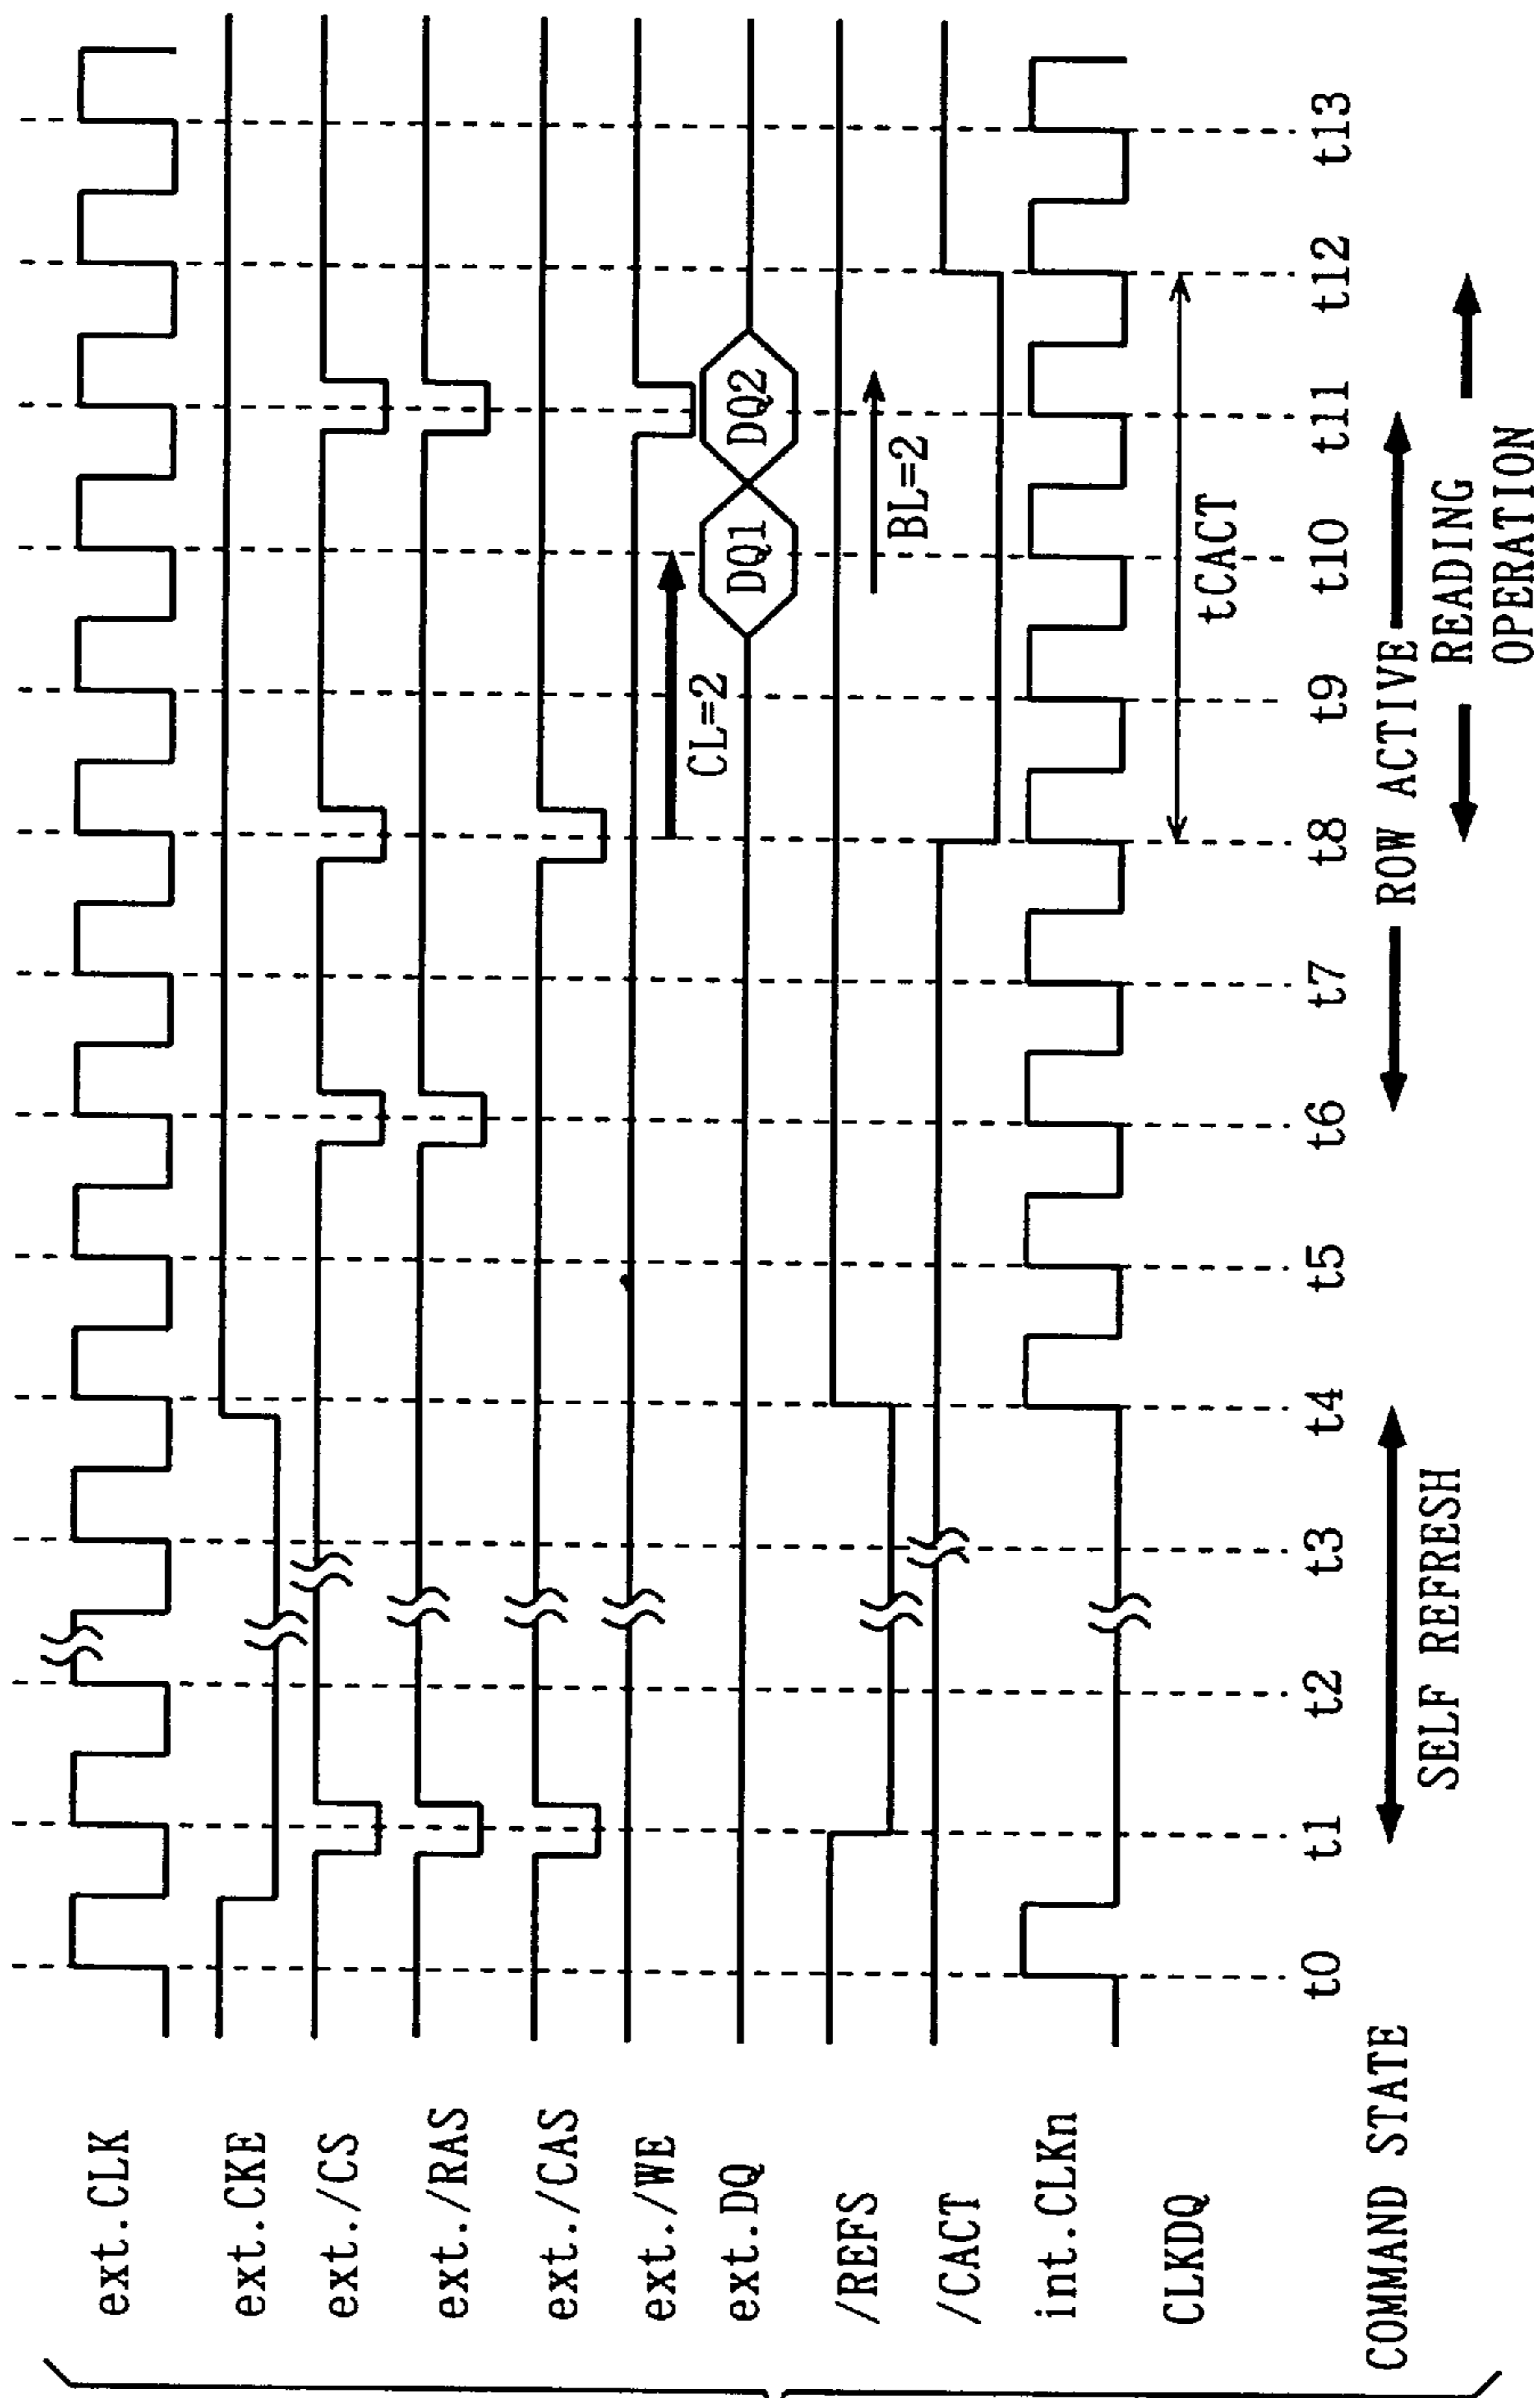 ext.CLK
ext.CKE
ext./CS
ext./RAS
ext./CAS
ext./WE
ext.DQ
CL=2
DQ1
DQ2
/REFS
BL=2
/CACT
int.CLKn
CLKDQ
tCACT
t0 t1 t2 t3 t4 t5 t6 t7 t8 t9 t10 t11 t12 t13
COMMAND STATE
SELF REFRESH
ROW ACTIVE
READING
OPERATION